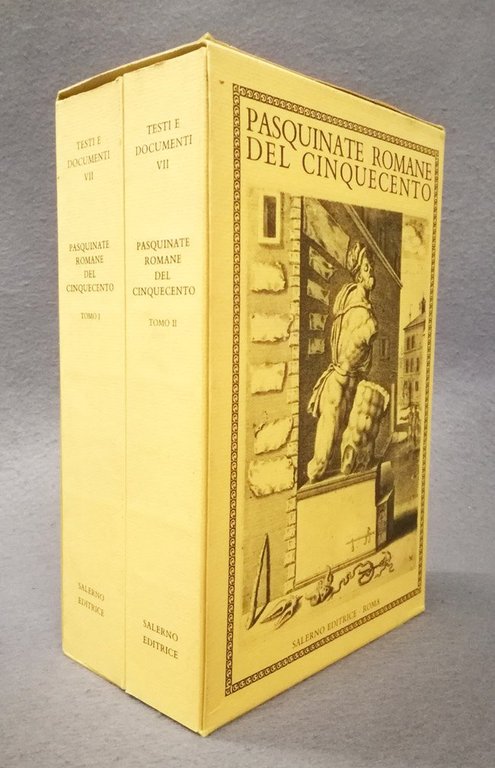 TESTI E
DOCUMENTI
VII
PASQUINATE
ROMANE
DEL
CINQUECENTO
TOMO I
SALERNO
EDITRICE
TESTI E
DOCUMENTI
VII
PASQUINATE
ROMANE
DEL
CINQUECENTO
TOMO II
SALERNO
EDITRICE
PASQUINATE ROMANE
DEL CINQUECENTO
SALERNO EDITRICE · ROMA